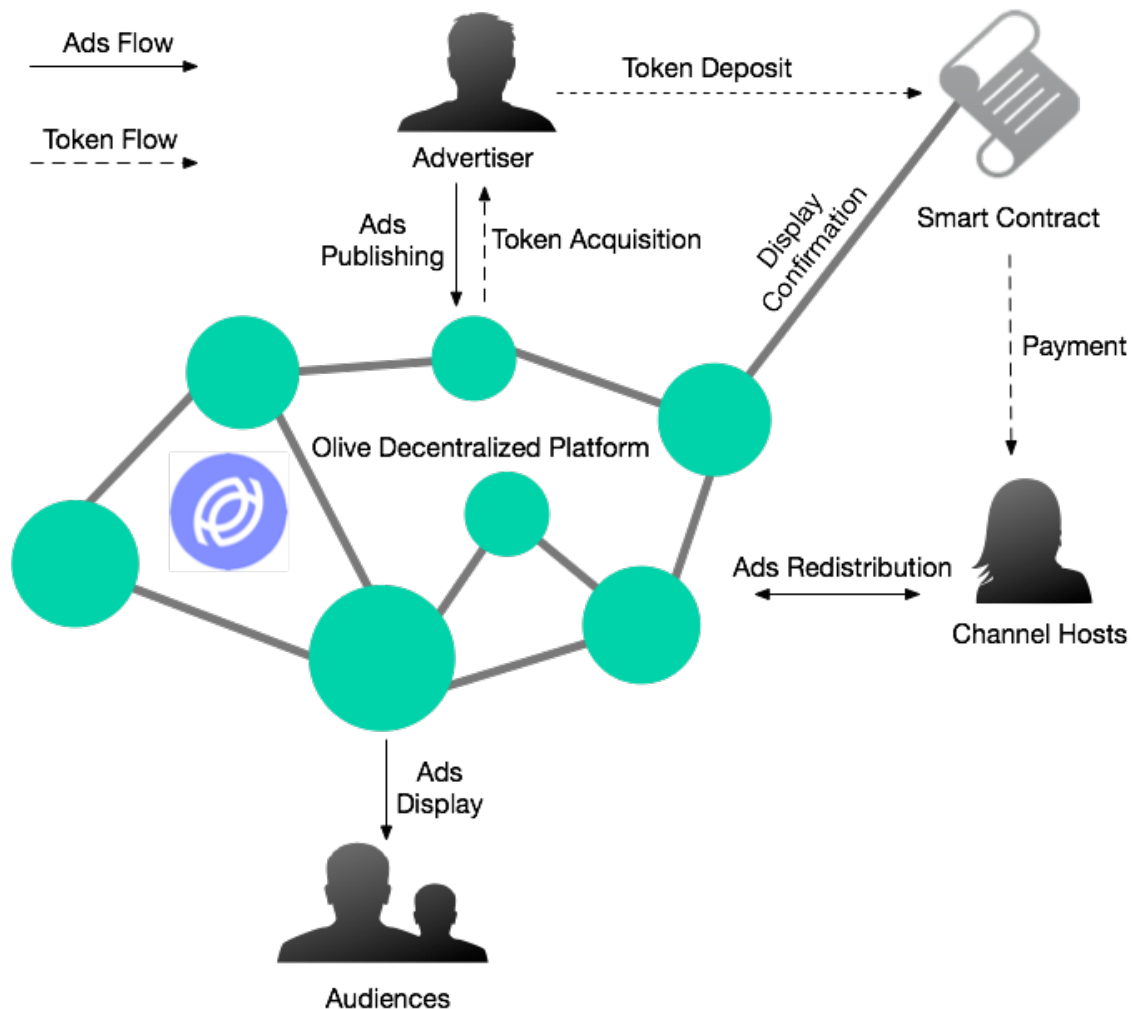 Ads Flow
Token Flow
Advertiser
Token Deposit
Smart Contract
Ads
Publishing
Token Acquisition
Display
Confirmation
Payment
Olive Decentralized Platform
Ads Redistribution
Channel Hosts
Ads
Display
Audiences